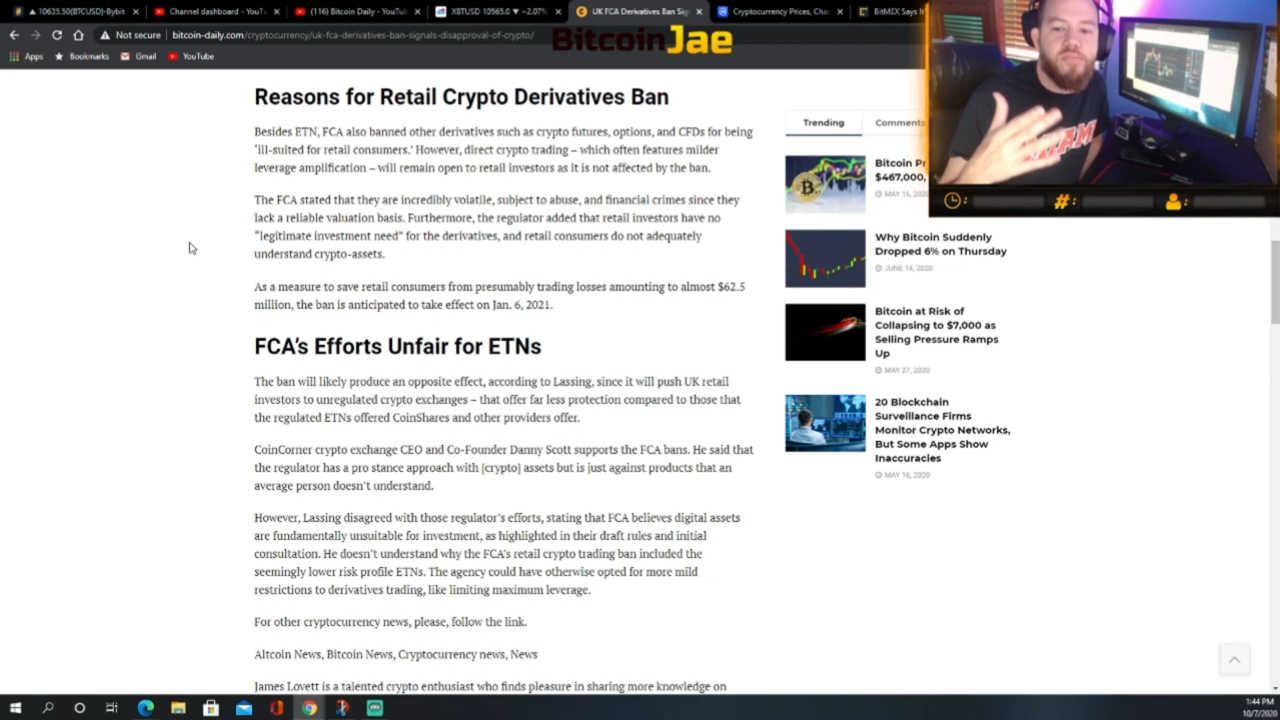 10635.50(BTCUSD)-Bybit
Channel dashboard - YouTu
(116) Bitcoin Daily - YouTube
XBTUSD 10565.0 ▼ −2.07%
UK FCA Derivatives Ban Sig
Cryptocurrency Prices, Cha
BitMEX Says It
Not secure | bitcoin-daily.com/cryptocurrency/uk-fca-derivatives-ban-signals-disapproval-of-crypto/
BitcoinJae
Apps
Bookmarks
Gmail
YouTube
Reasons for Retail Crypto Derivatives Ban
Besides ETN, FCA also banned other derivatives such as crypto futures, options, and CFDs for being
‘ill-suited for retail consumers.’ However, direct crypto trading – which often features milder
leverage amplification – will remain open to retail investors as it is not affected by the ban.
The FCA stated that they are incredibly volatile, subject to abuse, and financial crimes since they
lack a reliable valuation basis. Furthermore, the regulator added that retail investors have no
“legitimate investment need” for the derivatives, and retail consumers do not adequately
understand crypto-assets.
As a measure to save retail consumers from presumably trading losses amounting to almost $62.5
million, the ban is anticipated to take effect on Jan. 6, 2021.
FCA’s Efforts Unfair for ETNs
The ban will likely produce an opposite effect, according to Lassing, since it will push UK retail
investors to unregulated crypto exchanges – that offer far less protection compared to those that
the regulated ETNs offered CoinShares and other providers offer.
CoinCorner crypto exchange CEO and Co-Founder Danny Scott supports the FCA bans. He said that
the regulator has a pro stance approach with [crypto] assets but is just against products that an
average person doesn’t understand.
However, Lassing disagreed with those regulator’s efforts, stating that FCA believes digital assets
are fundamentally unsuitable for investment, as highlighted in their draft rules and initial
consultation. He doesn’t understand why the FCA’s retail crypto trading ban included the
seemingly lower risk profile ETNs. The agency could have otherwise opted for more mild
restrictions to derivatives trading, like limiting maximum leverage.
For other cryptocurrency news, please, follow the link.
Altcoin News, Bitcoin News, Cryptocurrency news, News
James Lovett is a talented crypto enthusiast who finds pleasure in sharing more knowledge on
Trending
Comments
Bitcoin Pr
$467,000,
MAY 16, 202
Why Bitcoin Suddenly
Dropped 6% on Thursday
JUNE 14, 2020
Bitcoin at Risk of
Collapsing to $7,000 as
Selling Pressure Ramps
Up
MAY 27, 2020
20 Blockchain
Surveillance Firms
Monitor Crypto Networks,
But Some Apps Show
Inaccuracies
MAY 16, 2020
:
#:
:
1:44 PM
10/7/2020